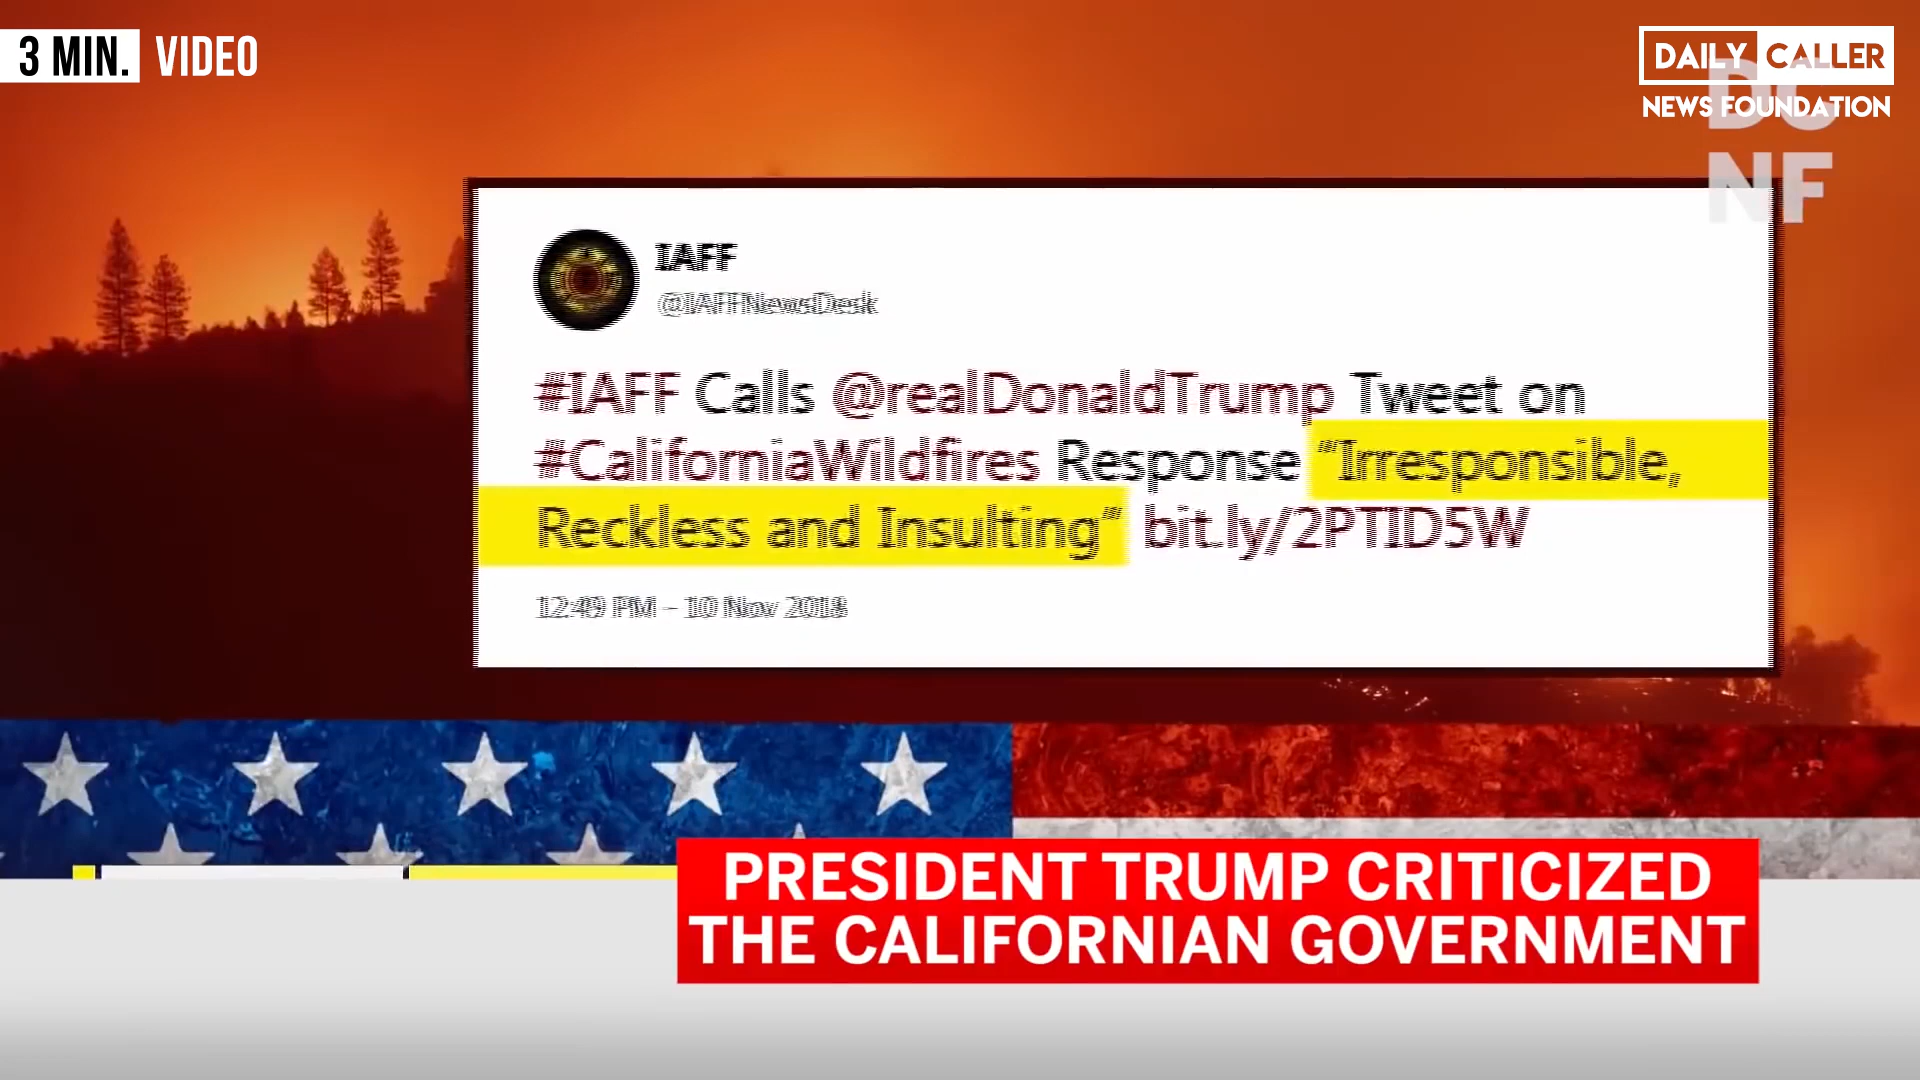 3 MIN. VIDEO
DAILY CALLER
NEWS FOUNDATION
DC
NF
IAFF
@IAFFNewsDesk
#IAFF Calls @realDonaldTrump Tweet on
#CaliforniaWildfires Response “Irresponsible,
Reckless and Insulting” bit.ly/2PTID5W
12:49 PM - 10 Nov 2018
PRESIDENT TRUMP CRITICIZED
THE CALIFORNIAN GOVERNMENT